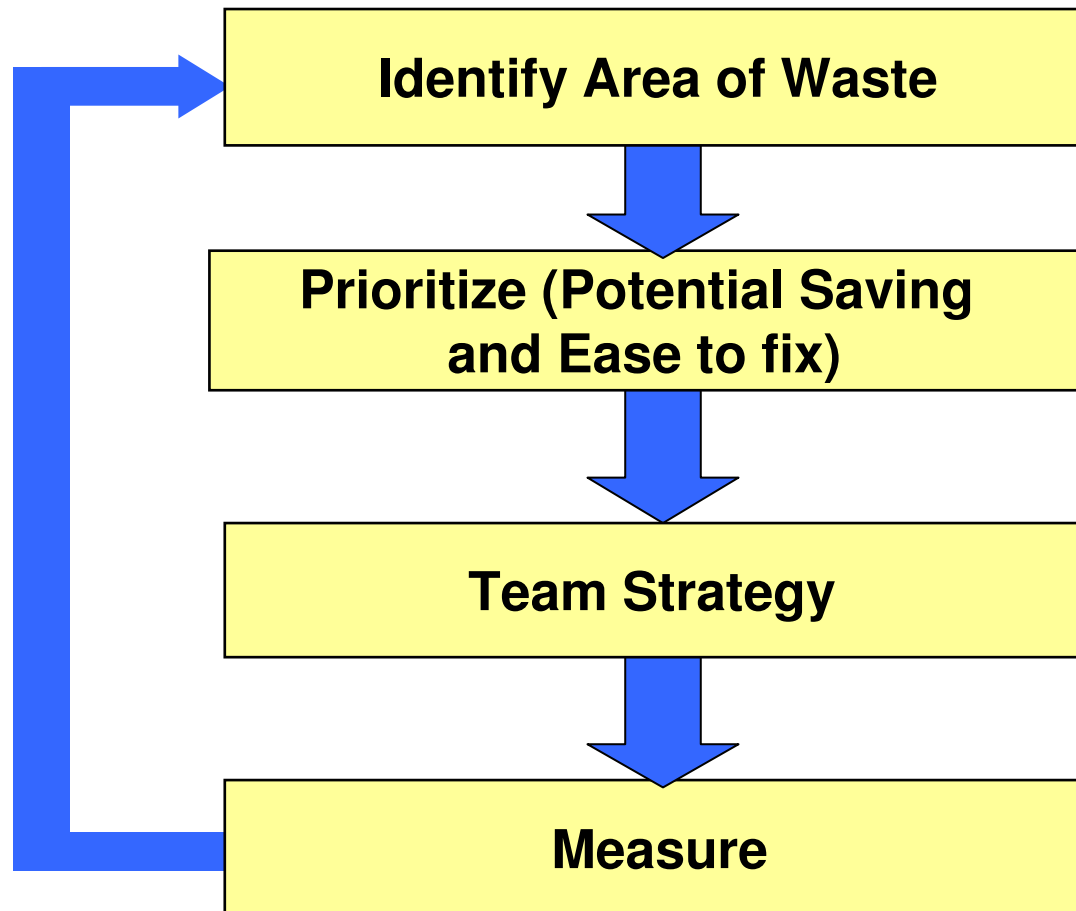 Identify Area of Waste
Prioritize (Potential Saving
and Ease to fix)
Team Strategy
Measure